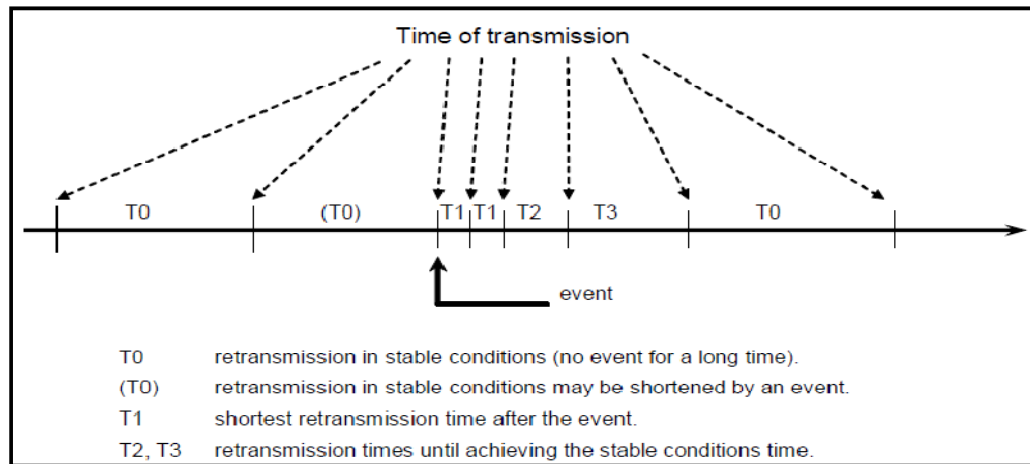 Time of transmission
T0 (T0) T1 T1 T2 T3 T0
event
T0 retransmission in stable conditions (no event for a long time).
(T0) retransmission in stable conditions may be shortened by an event.
T1 shortest retransmission time after the event.
T2, T3 retransmission times until achieving the stable conditions time.